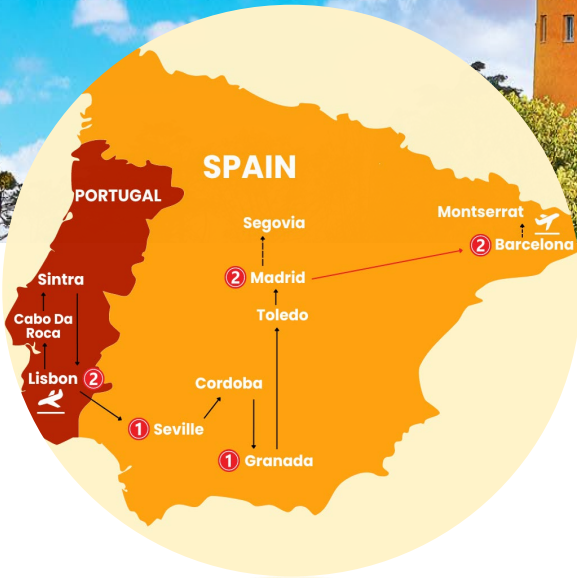 SPAIN
PORTUGAL
Segovia
Montserrat
2 Barcelona
2 Madrid
Sintra
Toledo
Cabo Da
Roca
Lisbon 2
Cordoba
1 Seville
1 Granada